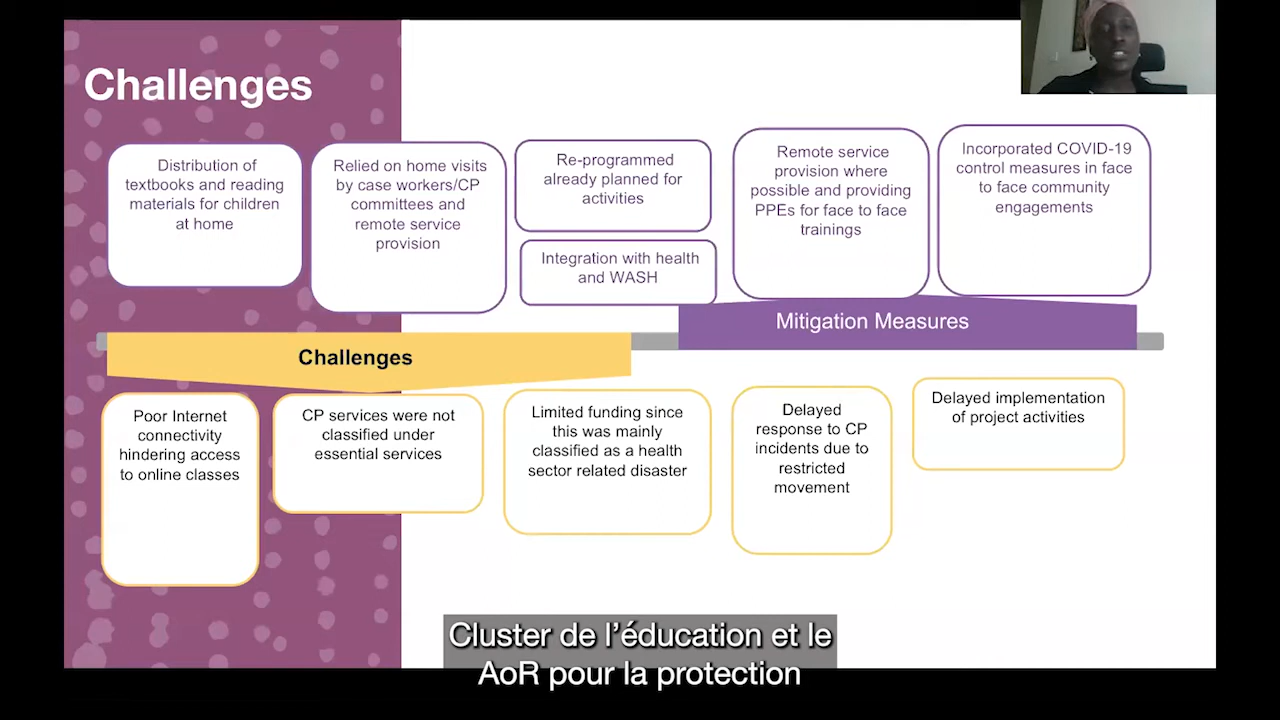 Challenges
Distribution of
textbooks and reading
materials for children
at home
Relied on home visits
by case workers/CP
committees and
remote service
provision
Re-programmed
already planned for
activities
Integration with health
and WASH
Remote service
provision where
possible and providing
PPEs for face to face
trainings
Incorporated COVID-19
control measures in face
to face community
engagements
Mitigation Measures
Challenges
Poor Internet
connectivity
hindering access
to online classes
CP services were not
classified under
essential services
Limited funding since
this was mainly
classified as a health
sector related disaster
Delayed
response to CP
incidents due to
restricted
movement
Delayed implementation
of project activities
Cluster de l’éducation et le
AoR pour la protection